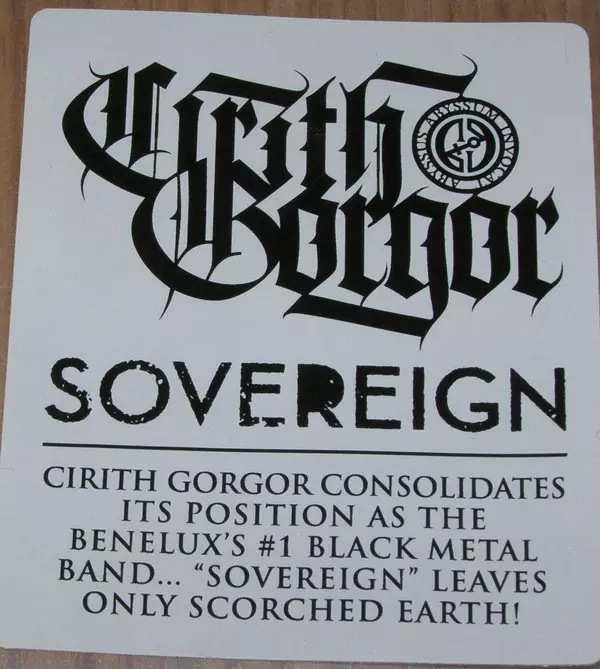 Cirith
Gorgor
ABYSSUS ABYSSUM INVOCAT
SOVEREIGN
CIRITH GORGOR CONSOLIDATES
ITS POSITION AS THE
BENELUX'S #1 BLACK METAL
BAND... “SOVEREIGN” LEAVES
ONLY SCORCHED EARTH!